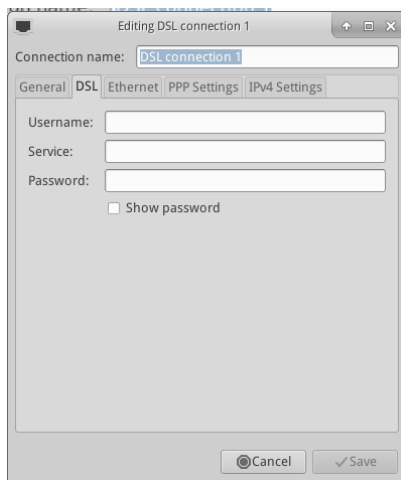 Editing DSL connection 1
Connection name: DSL connection 1
General DSL Ethernet PPP Settings IPv4 Settings
Username:
Service:
Password:
Show password
Cancel Save